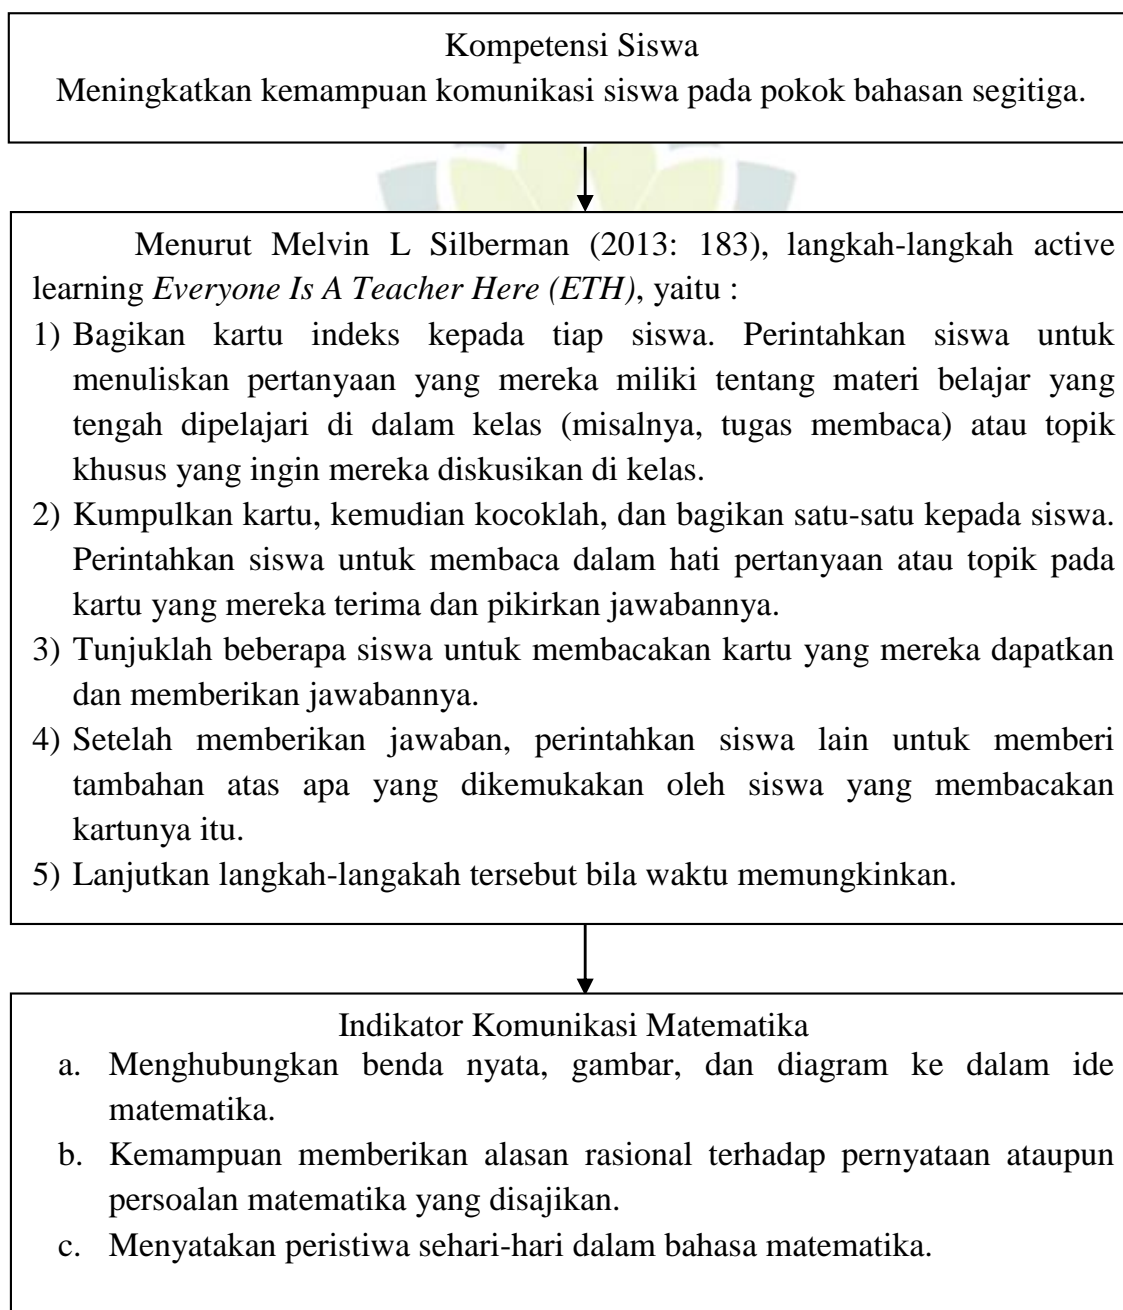 Kompetensi Siswa
Meningkatkan kemampuan komunikasi siswa pada pokok bahasan segitiga.
Menurut Melvin L Silberman (2013: 183), langkah-langkah active
learning Everyone Is A Teacher Here (ETH), yaitu :
1) Bagikan kartu indeks kepada tiap siswa. Perintahkan siswa untuk
menuliskan pertanyaan yang mereka miliki tentang materi belajar yang
tengah dipelajari di dalam kelas (misalnya, tugas membaca) atau topik
khusus yang ingin mereka diskusikan di kelas.
2) Kumpulkan kartu, kemudian kocoklah, dan bagikan satu-satu kepada siswa.
Perintahkan siswa untuk membaca dalam hati pertanyaan atau topik pada
kartu yang mereka terima dan pikirkan jawabannya.
3) Tunjuklah beberapa siswa untuk membacakan kartu yang mereka dapatkan
dan memberikan jawabannya.
4) Setelah memberikan jawaban, perintahkan siswa lain untuk memberi
tambahan atas apa yang dikemukakan oleh siswa yang membacakan
kartunya itu.
5) Lanjutkan langkah-langakah tersebut bila waktu memungkinkan.
Indikator Komunikasi Matematika
a. Menghubungkan benda nyata, gambar, dan diagram ke dalam ide
matematika.
b. Kemampuan memberikan alasan rasional terhadap pernyataan ataupun
persoalan matematika yang disajikan.
c. Menyatakan peristiwa sehari-hari dalam bahasa matematika.